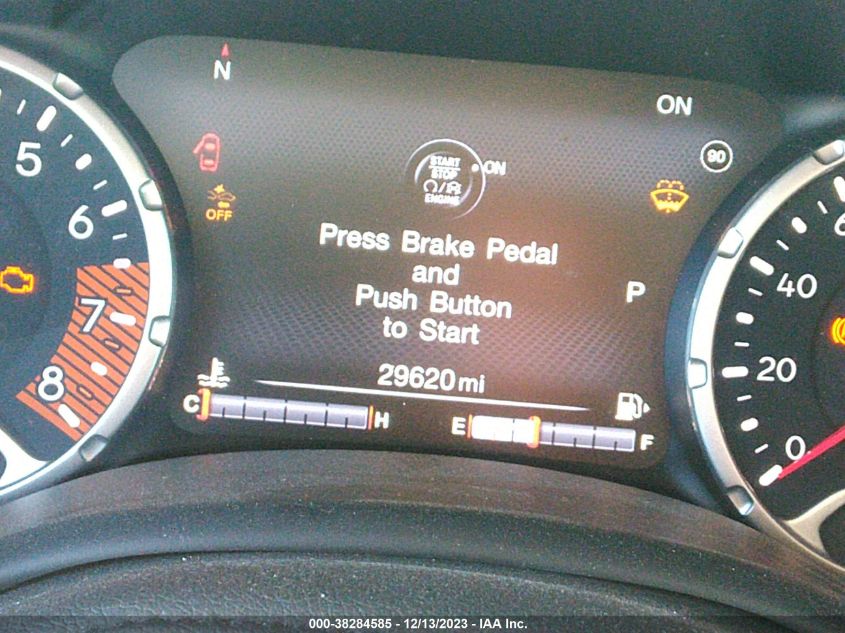 N
ON
5
START
STOP
ENGINE
ON
90
OFF
6
6
Press Brake Pedal
and
Push Button
to Start
P
40
7
8
29620 mi
20
C
H
E
F
0
000-38284585 - 12/13/2023 - IAA Inc.